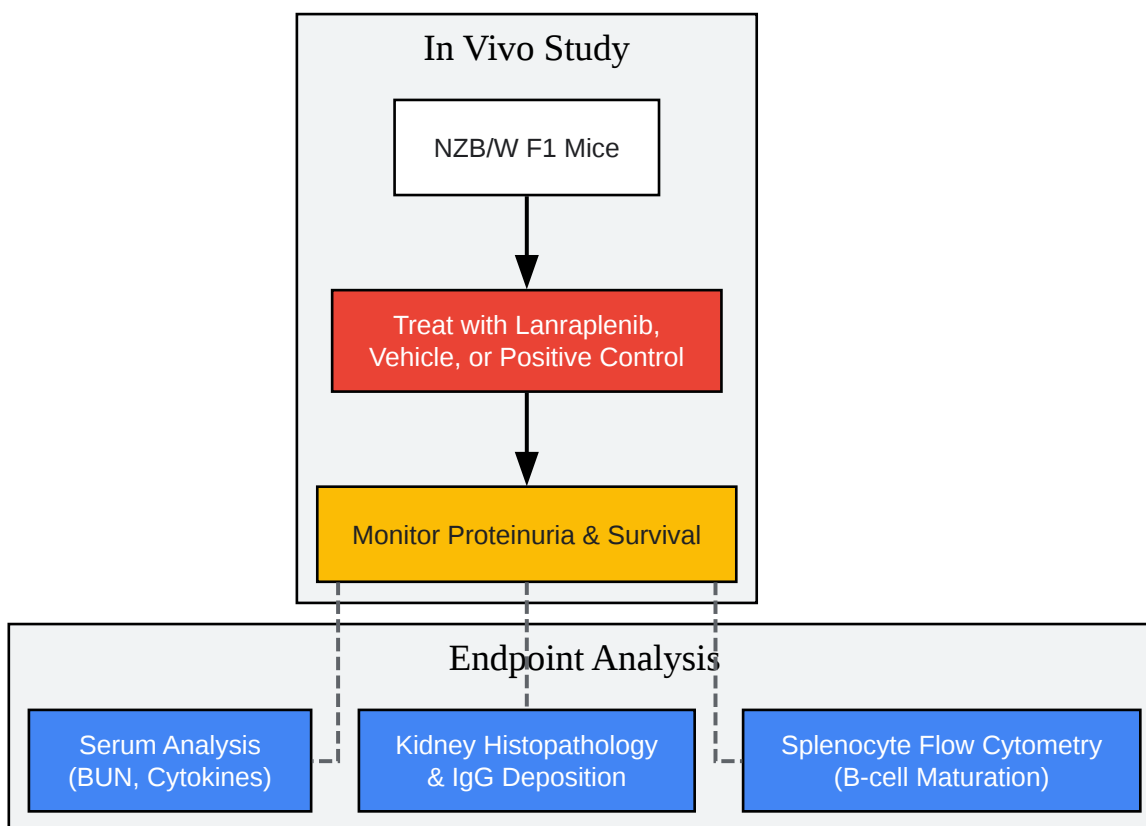 In Vivo Study
NZB/W F1 Mice
Treat with Lanraplenib,
Vehicle, or Positive Control
Monitor Proteinuria & Survival
Endpoint Analysis
Serum Analysis
(BUN, Cytokines)
Kidney Histopathology
& IgG Deposition
Splenocyte Flow Cytometry
(B-cell Maturation)